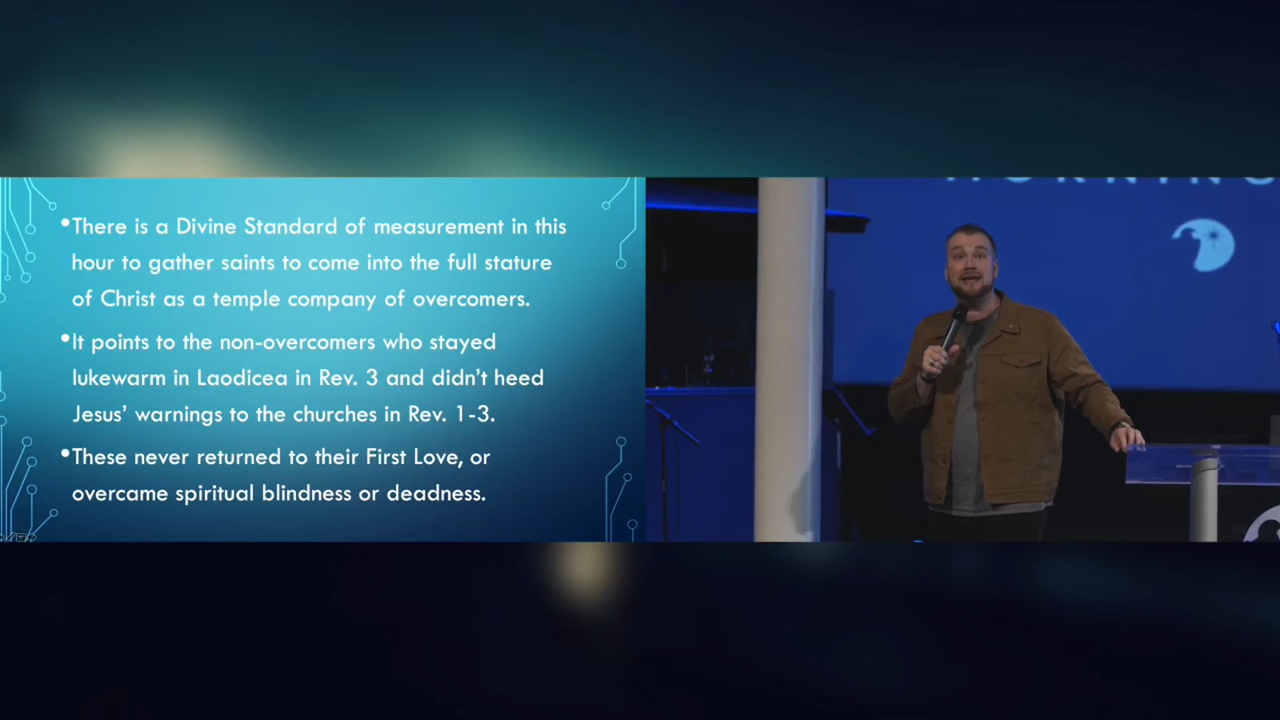 •There is a Divine Standard of measurement in this
hour to gather saints to come into the full stature
of Christ as a temple company of overcomers.
•It points to the non-overcomers who stayed
lukewarm in Laodicea in Rev. 3 and didn't heed
Jesus' warnings to the churches in Rev. 1-3.
•These never returned to their First Love, or
overcame spiritual blindness or deadness.